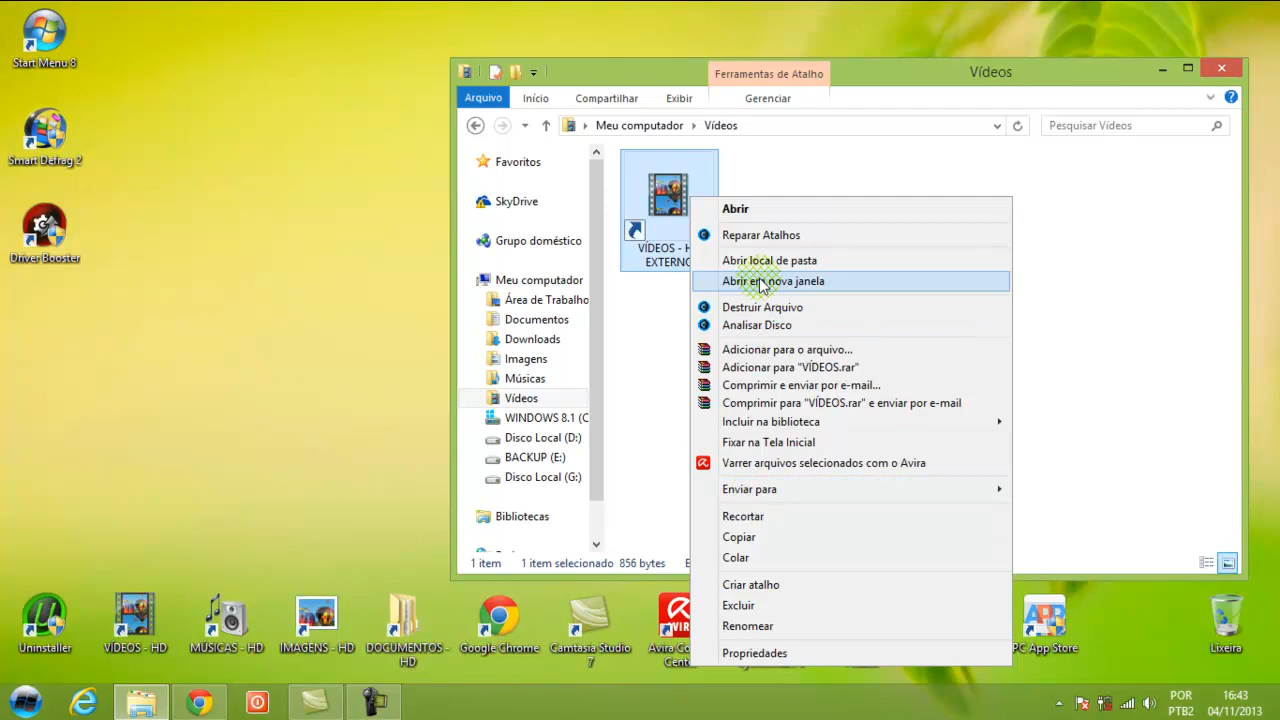 Start Menu 8
Smart Defrag 2
Driver Booster
Ferramentas de Atalho
Vídeos
Arquivo
Início
Compartilhar
Exibir
Gerenciar
Meu computador
Vídeos
Pesquisar Vídeos
Favoritos
SkyDrive
Grupo doméstico
Meu computador
Área de Trabalho
Documentos
Downloads
Imagens
Músicas
Vídeos
WINDOWS 8.1 (C
Disco Local (D:)
BACKUP (E:)
Disco Local (G:)
Bibliotecas
VÍDEOS - H
EXTERNO
Abrir
Reparar Atalhos
Abrir local de pasta
Abrir em nova janela
Destruir Arquivo
Analisar Disco
Adicionar para o arquivo...
Adicionar para "VÍDEOS.rar"
Comprimir e enviar por e-mail...
Comprimir para "VÍDEOS.rar" e enviar por e-mail
Incluir na biblioteca
Fixar na Tela Inicial
Varrer arquivos selecionados com o Avira
Enviar para
Recortar
Copiar
Colar
Criar atalho
Excluir
Renomear
Propriedades
1 item
1 item selecionado 856 bytes
Uninstaller
VÍDEOS - HD
MÚSICAS - HD
IMAGENS - HD
DOCUMENTOS - HD
Google Chrome
Camtasia Studio 7
Avira
PC App Store
Lixeira
POR
PTB2
16:43
04/11/2013